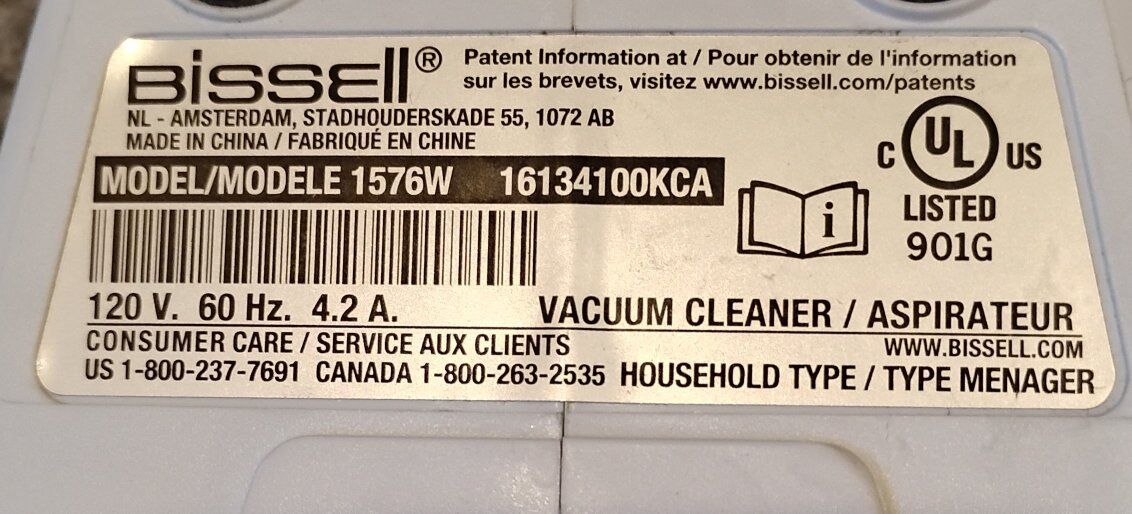 BISSELL®
Patent Information at / Pour obtenir de l'information
sur les brevets, visitez www.bissell.com/patents
NL - AMSTERDAM, STADHOUDERSKADE 55, 1072 AB
MADE IN CHINA / FABRIQUÉ EN CHINE
MODEL/MODELE 1576W 16134100KCA
C UL US
LISTED
901G
120 V. 60 Hz. 4.2 A.
VACUUM CLEANER / ASPIRATEUR
CONSUMER CARE / SERVICE AUX CLIENTS
WWW.BISSELL.COM
US 1-800-237-7691 CANADA 1-800-263-2535
HOUSEHOLD TYPE / TYPE MENAGER